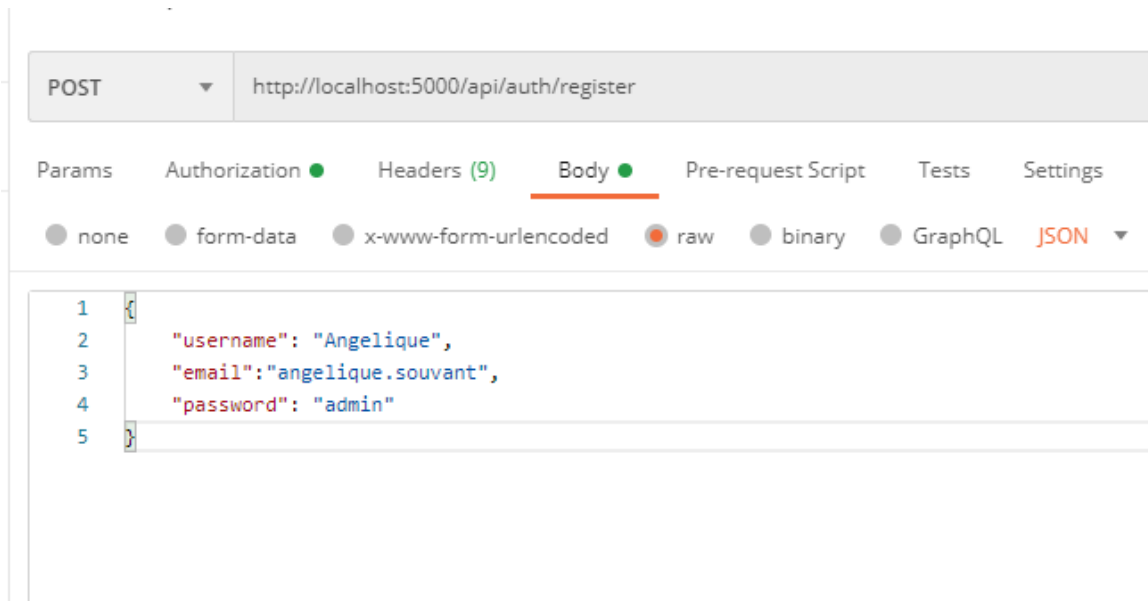 POST http://localhost:5000/api/auth/register
Params Authorization Headers (9) Body Pre-request Script Tests Settings
none form-data x-www-form-urlencoded raw binary GraphQL JSON
1 {
2 "username": "Angelique",
3 "email":"angelique.souvant",
4 "password": "admin"
5 }